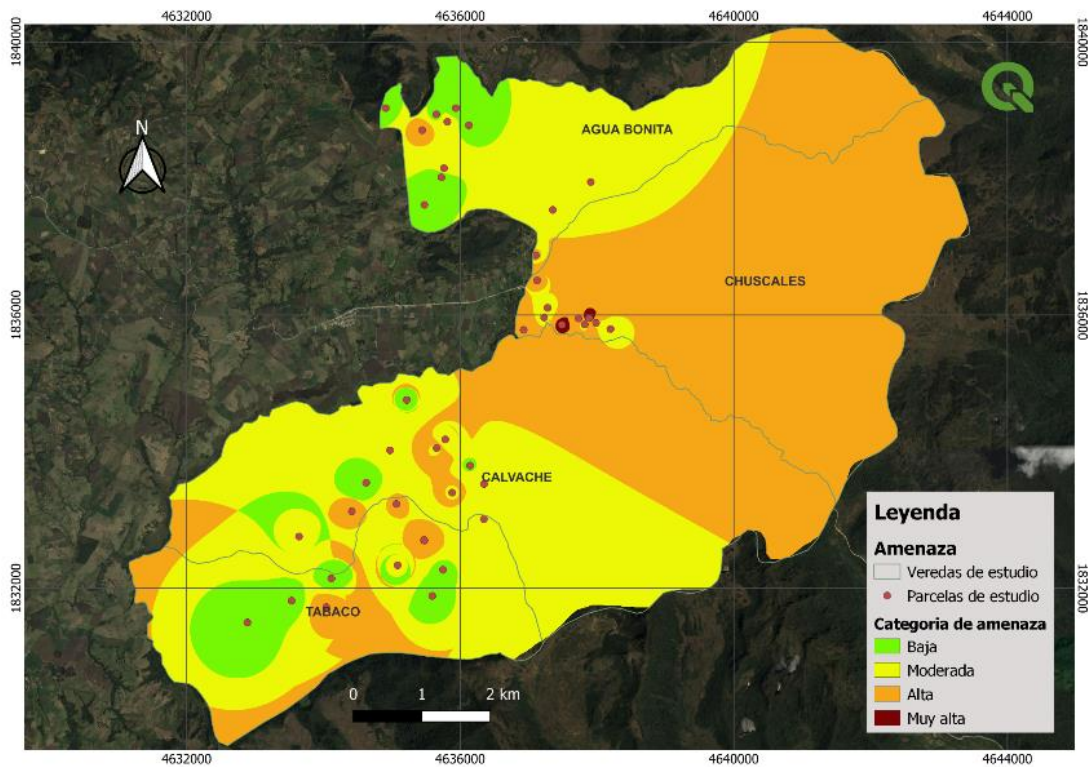 4632000 4636000 4640000 4644000
1840000 1840000
N
AGUA BONITA
CHUSCALES
1836000 1836000
CALVACHE
TABACO
1832000 1832000
0 1 2 km
Leyenda
Amenaza
Veredas de estudio
Parcelas de estudio
Categoria de amenaza
Baja
Moderada
Alta
Muy alta
4632000 4636000 4640000 4644000